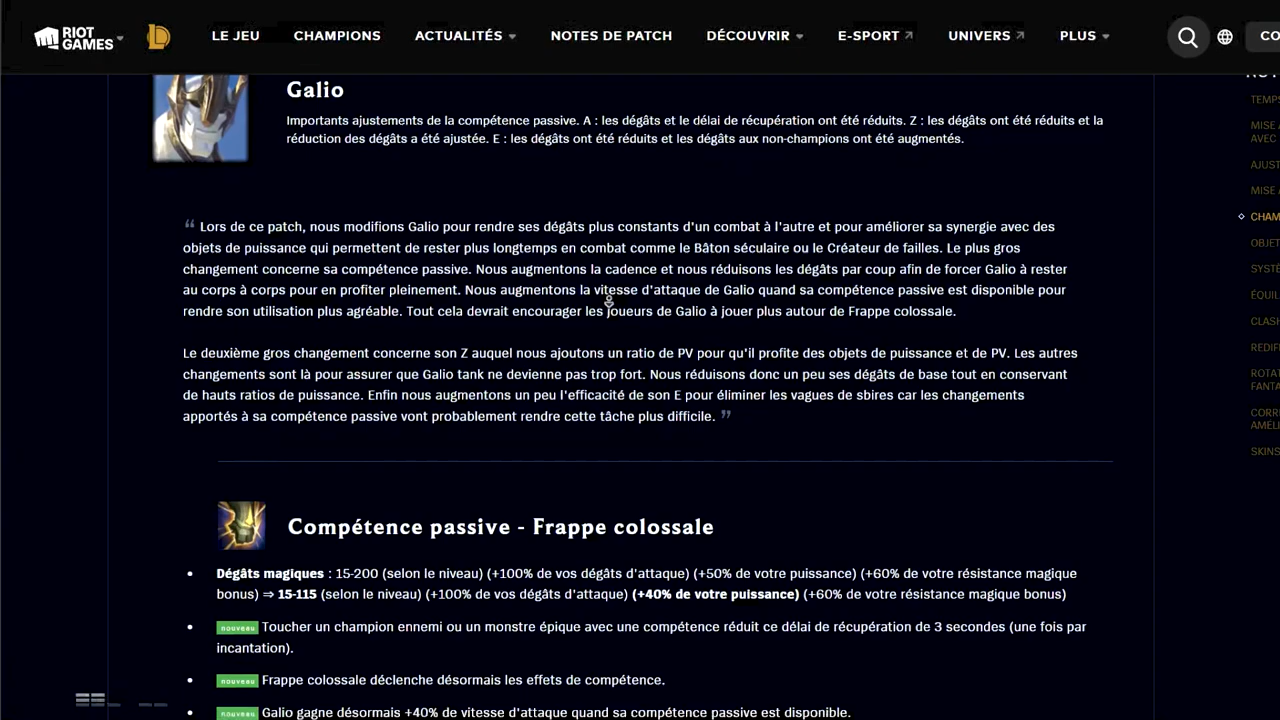 RIOT GAMES
LE JEU CHAMPIONS ACTUALITÉS NOTES DE PATCH DÉCOUVRIR E-SPORT UNIVERS PLUS CO
Galio
Importants ajustements de la compétence passive. A : les dégâts et le délai de récupération ont été réduits. Z : les dégâts ont été réduits et la
réduction des dégâts a été ajustée. E : les dégâts ont été réduits et les dégâts aux non-champions ont été augmentés.
“ Lors de ce patch, nous modifions Galio pour rendre ses dégâts plus constants d'un combat à l'autre et pour améliorer sa synergie avec des
objets de puissance qui permettent de rester plus longtemps en combat comme le Bâton séculaire ou le Créateur de failles. Le plus gros
changement concerne sa compétence passive. Nous augmentons la cadence et nous réduisons les dégâts par coup afin de forcer Galio à rester
au corps à corps pour en profiter pleinement. Nous augmentons la vitesse d'attaque de Galio quand sa compétence passive est disponible pour
rendre son utilisation plus agréable. Tout cela devrait encourager les joueurs de Galio à jouer plus autour de Frappe colossale.
Le deuxième gros changement concerne son Z auquel nous ajoutons un ratio de PV pour qu'il profite des objets de puissance et de PV. Les autres
changements sont là pour assurer que Galio tank ne devienne pas trop fort. Nous réduisons donc un peu ses dégâts de base tout en conservant
de hauts ratios de puissance. Enfin nous augmentons un peu l'efficacité de son E pour éliminer les vagues de sbires car les changements
apportés à sa compétence passive vont probablement rendre cette tâche plus difficile. ”
Compétence passive - Frappe colossale
• Dégâts magiques : 15-200 (selon le niveau) (+100% de vos dégâts d'attaque) (+50% de votre puissance) (+60% de votre résistance magique
bonus) ⇒ 15-115 (selon le niveau) (+100% de vos dégâts d'attaque) (+40% de votre puissance) (+60% de votre résistance magique bonus)
• nouveau Toucher un champion ennemi ou un monstre épique avec une compétence réduit ce délai de récupération de 3 secondes (une fois par
incantation).
• nouveau Frappe colossale déclenche désormais les effets de compétence.
• nouveau Galio gagne désormais +40% de vitesse d'attaque quand sa compétence passive est disponible.
TEMPS
MISE A
AVEC
AJUST
MISE A
CHAM
OBJET
SYSTÈ
ÉQUIL
CLASH
REDIF
ROTAT
FANTA
CORRE
AMÉLI
SKINS